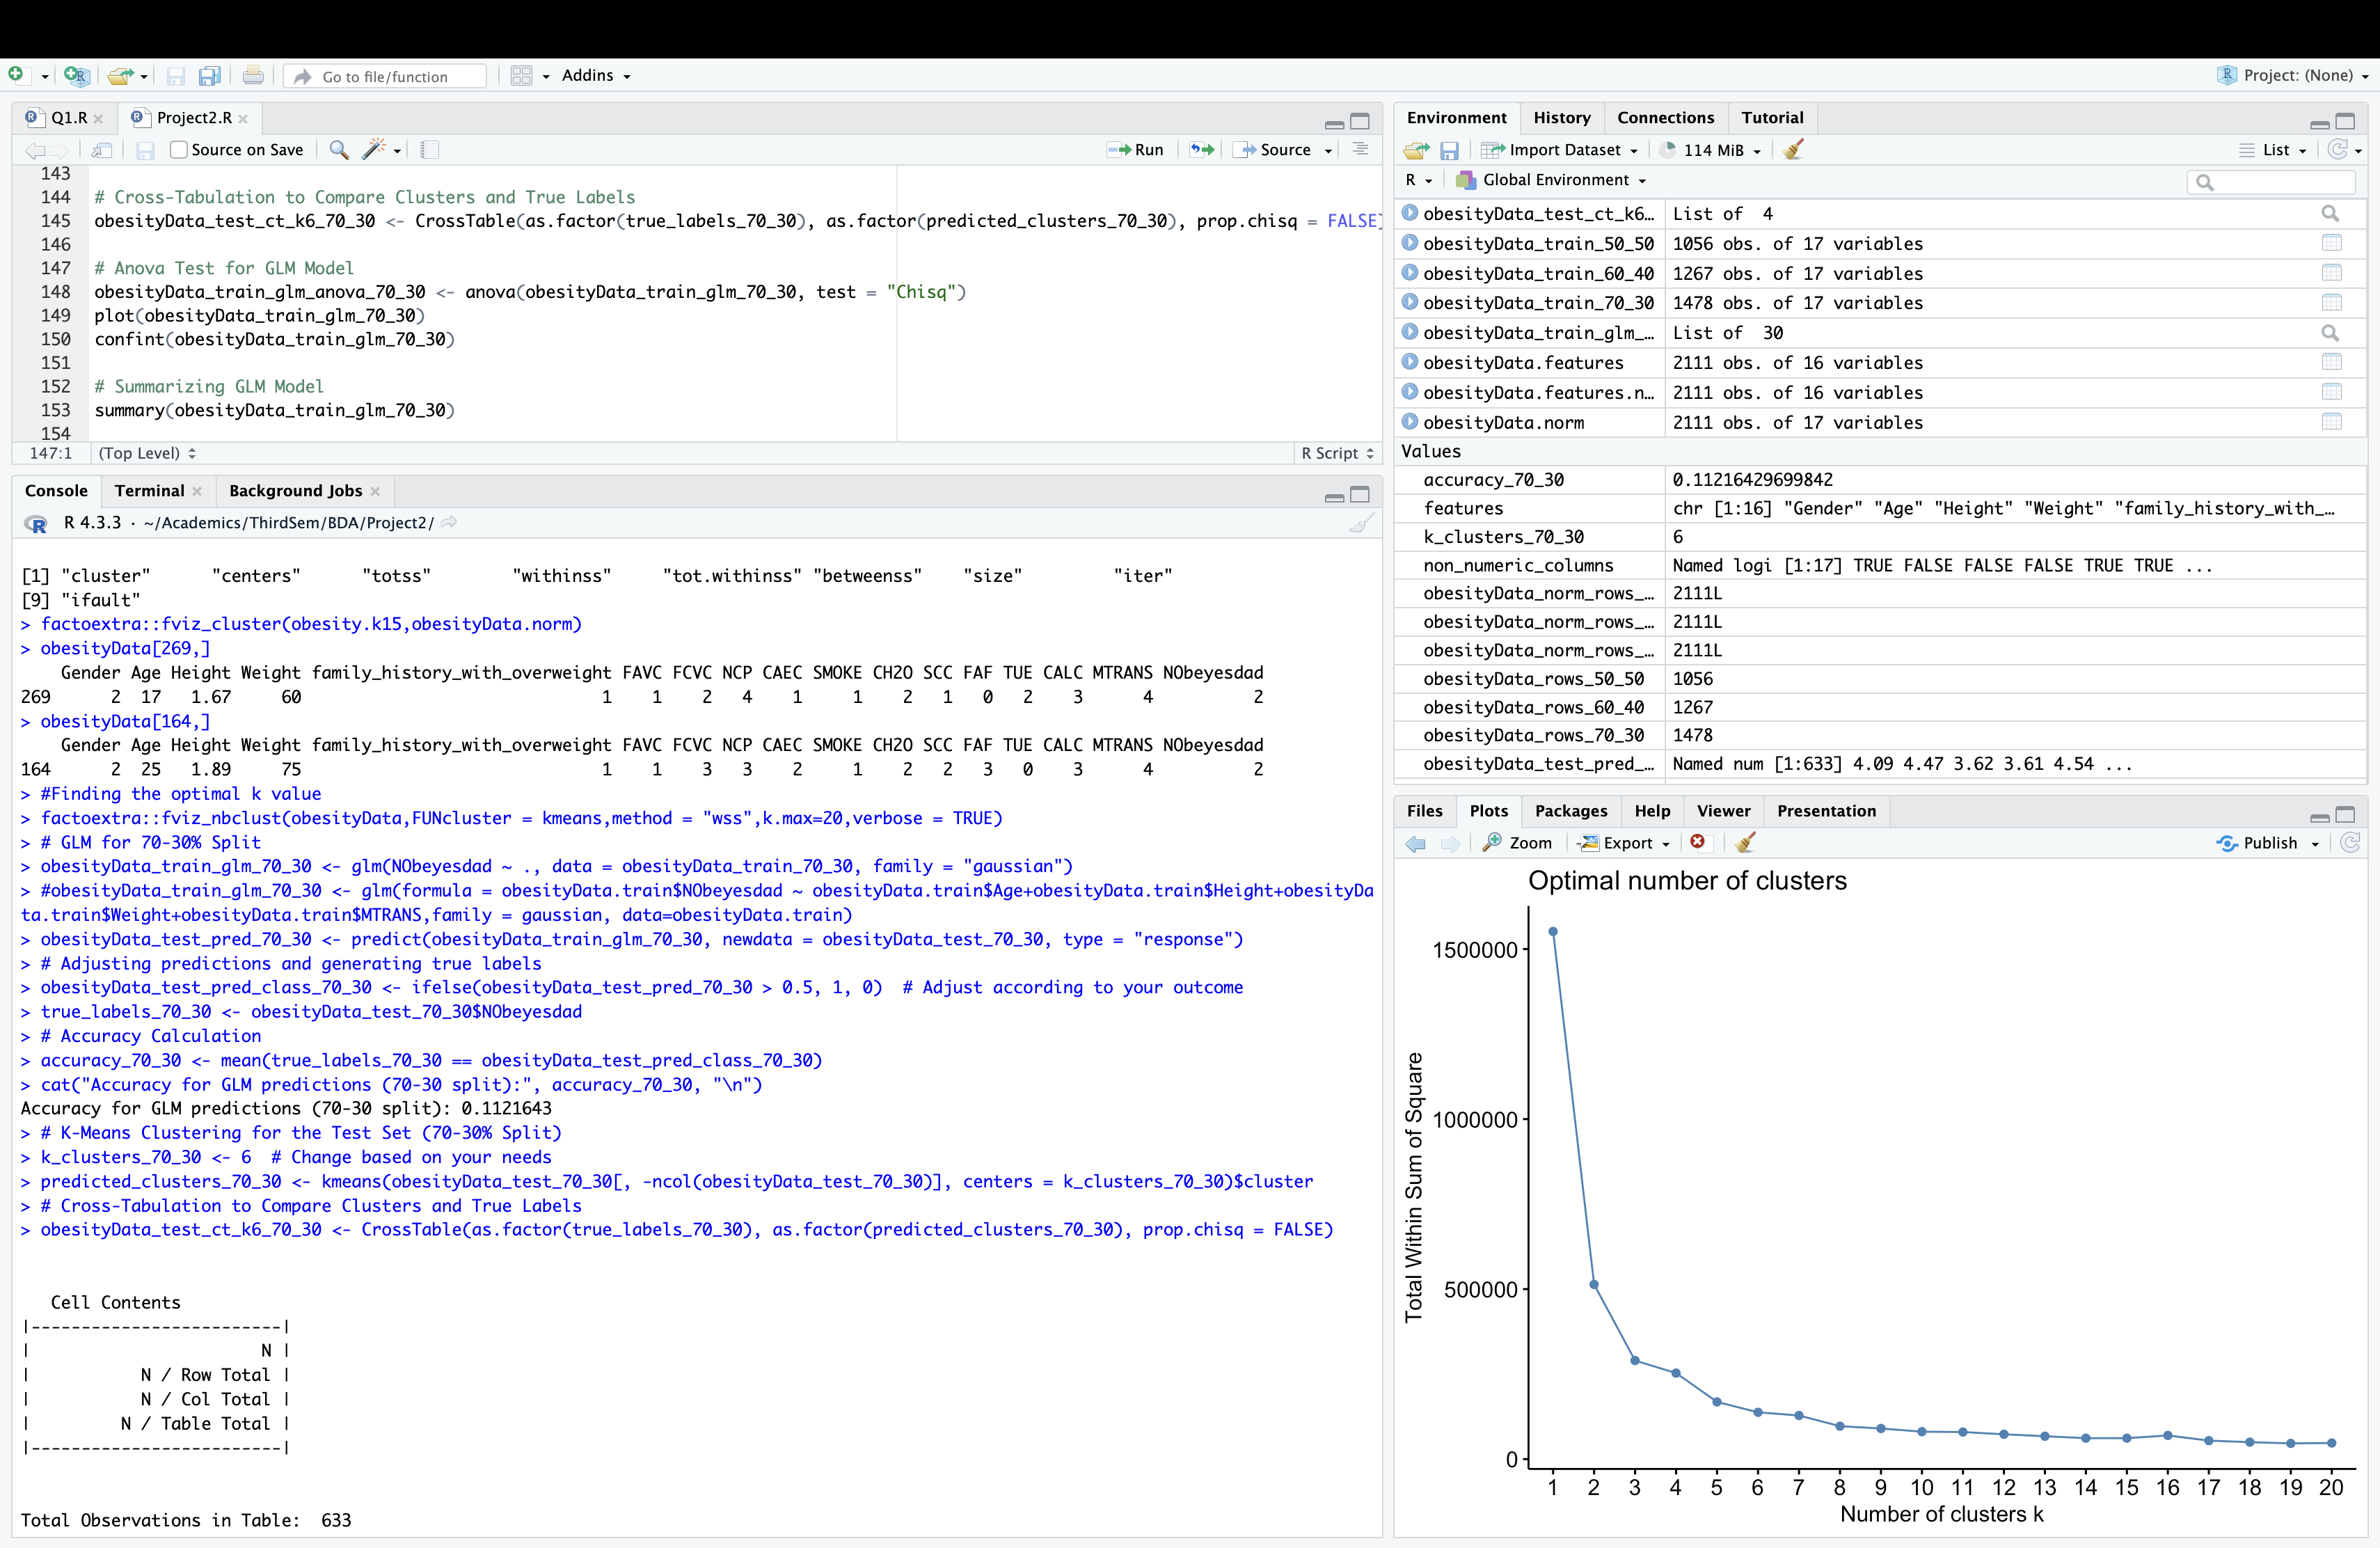 Go to file/function
Addins
Project: (None)
Q1.R
Project2.R
Source on Save
Run
Source
143
144 # Cross-Tabulation to Compare Clusters and True Labels
145 obesityData_test_ct_k6_70_30 <- CrossTable(as.factor(true_labels_70_30), as.factor(predicted_clusters_70_30), prop.chisq = FALSE)
146
147 # Anova Test for GLM Model
148 obesityData_train_glm_anova_70_30 <- anova(obesityData_train_glm_70_30, test = "Chisq")
149 plot(obesityData_train_glm_70_30)
150 confint(obesityData_train_glm_70_30)
151
152 # Summarizing GLM Model
153 summary(obesityData_train_glm_70_30)
154
147:1 (Top Level) R Script
Console Terminal Background Jobs
R 4.3.3 · ~/Academics/ThirdSem/BDA/Project2/
[1] "cluster" "centers" "totss" "withinss" "tot.withinss" "betweenss" "size" "iter"
[9] "ifault"
> factoextra::fviz_cluster(obesity.k15,obesityData.norm)
> obesityData[269,]
Gender Age Height Weight family_history_with_overweight FAVC FCVC NCP CAEC SMOKE CH2O SCC FAF TUE CALC MTRANS NObeyesdad
269 2 17 1.67 60 1 1 2 4 1 1 2 1 0 2 3 4 2
> obesityData[164,]
Gender Age Height Weight family_history_with_overweight FAVC FCVC NCP CAEC SMOKE CH2O SCC FAF TUE CALC MTRANS NObeyesdad
164 2 25 1.89 75 1 1 3 3 2 1 2 2 3 0 3 4 2
> #Finding the optimal k value
> factoextra::fviz_nbclust(obesityData,FUNcluster = kmeans,method = "wss",k.max=20,verbose = TRUE)
> # GLM for 70-30% Split
> obesityData_train_glm_70_30 <- glm(NObeyesdad ~ ., data = obesityData_train_70_30, family = "gaussian")
> #obesityData_train_glm_70_30 <- glm(formula = obesityData.train$NObeyesdad ~ obesityData.train$Age+obesityData.train$Height+obesityDa
ta.train$Weight+obesityData.train$MTRANS,family = gaussian, data=obesityData.train)
> obesityData_test_pred_70_30 <- predict(obesityData_train_glm_70_30, newdata = obesityData_test_70_30, type = "response")
> # Adjusting predictions and generating true labels
> obesityData_test_pred_class_70_30 <- ifelse(obesityData_test_pred_70_30 > 0.5, 1, 0)  # Adjust according to your outcome
> true_labels_70_30 <- obesityData_test_70_30$NObeyesdad
> # Accuracy Calculation
> accuracy_70_30 <- mean(true_labels_70_30 == obesityData_test_pred_class_70_30)
> cat("Accuracy for GLM predictions (70-30 split):", accuracy_70_30, "\n")
Accuracy for GLM predictions (70-30 split): 0.1121643
> # K-Means Clustering for the Test Set (70-30% Split)
> k_clusters_70_30 <- 6  # Change based on your needs
> predicted_clusters_70_30 <- kmeans(obesityData_test_70_30[, -ncol(obesityData_test_70_30)], centers = k_clusters_70_30)$cluster
> # Cross-Tabulation to Compare Clusters and True Labels
> obesityData_test_ct_k6_70_30 <- CrossTable(as.factor(true_labels_70_30), as.factor(predicted_clusters_70_30), prop.chisq = FALSE)
Cell Contents
|-------------------------|
| N |
| N / Row Total |
| N / Col Total |
| N / Table Total |
|-------------------------|
Total Observations in Table: 633
Environment History Connections Tutorial
Import Dataset 114 MiB List
R Global Environment
obesityData_test_ct_k6… List of 4
obesityData_train_50_50 1056 obs. of 17 variables
obesityData_train_60_40 1267 obs. of 17 variables
obesityData_train_70_30 1478 obs. of 17 variables
obesityData_train_glm_… List of 30
obesityData.features 2111 obs. of 16 variables
obesityData.features.n… 2111 obs. of 16 variables
obesityData.norm 2111 obs. of 17 variables
Values
accuracy_70_30 0.11216429699842
features chr [1:16] "Gender" "Age" "Height" "Weight" "family_history_with_…
k_clusters_70_30 6
non_numeric_columns Named logi [1:17] TRUE FALSE FALSE FALSE TRUE TRUE ...
obesityData_norm_rows_… 2111L
obesityData_norm_rows_… 2111L
obesityData_norm_rows_… 2111L
obesityData_rows_50_50 1056
obesityData_rows_60_40 1267
obesityData_rows_70_30 1478
obesityData_test_pred_… Named num [1:633] 4.09 4.47 3.62 3.61 4.54 ...
Files Plots Packages Help Viewer Presentation
Zoom Export Publish
Optimal number of clusters
1500000
1000000
500000
0
Total Within Sum of Square
1 2 3 4 5 6 7 8 9 10 11 12 13 14 15 16 17 18 19 20
Number of clusters k